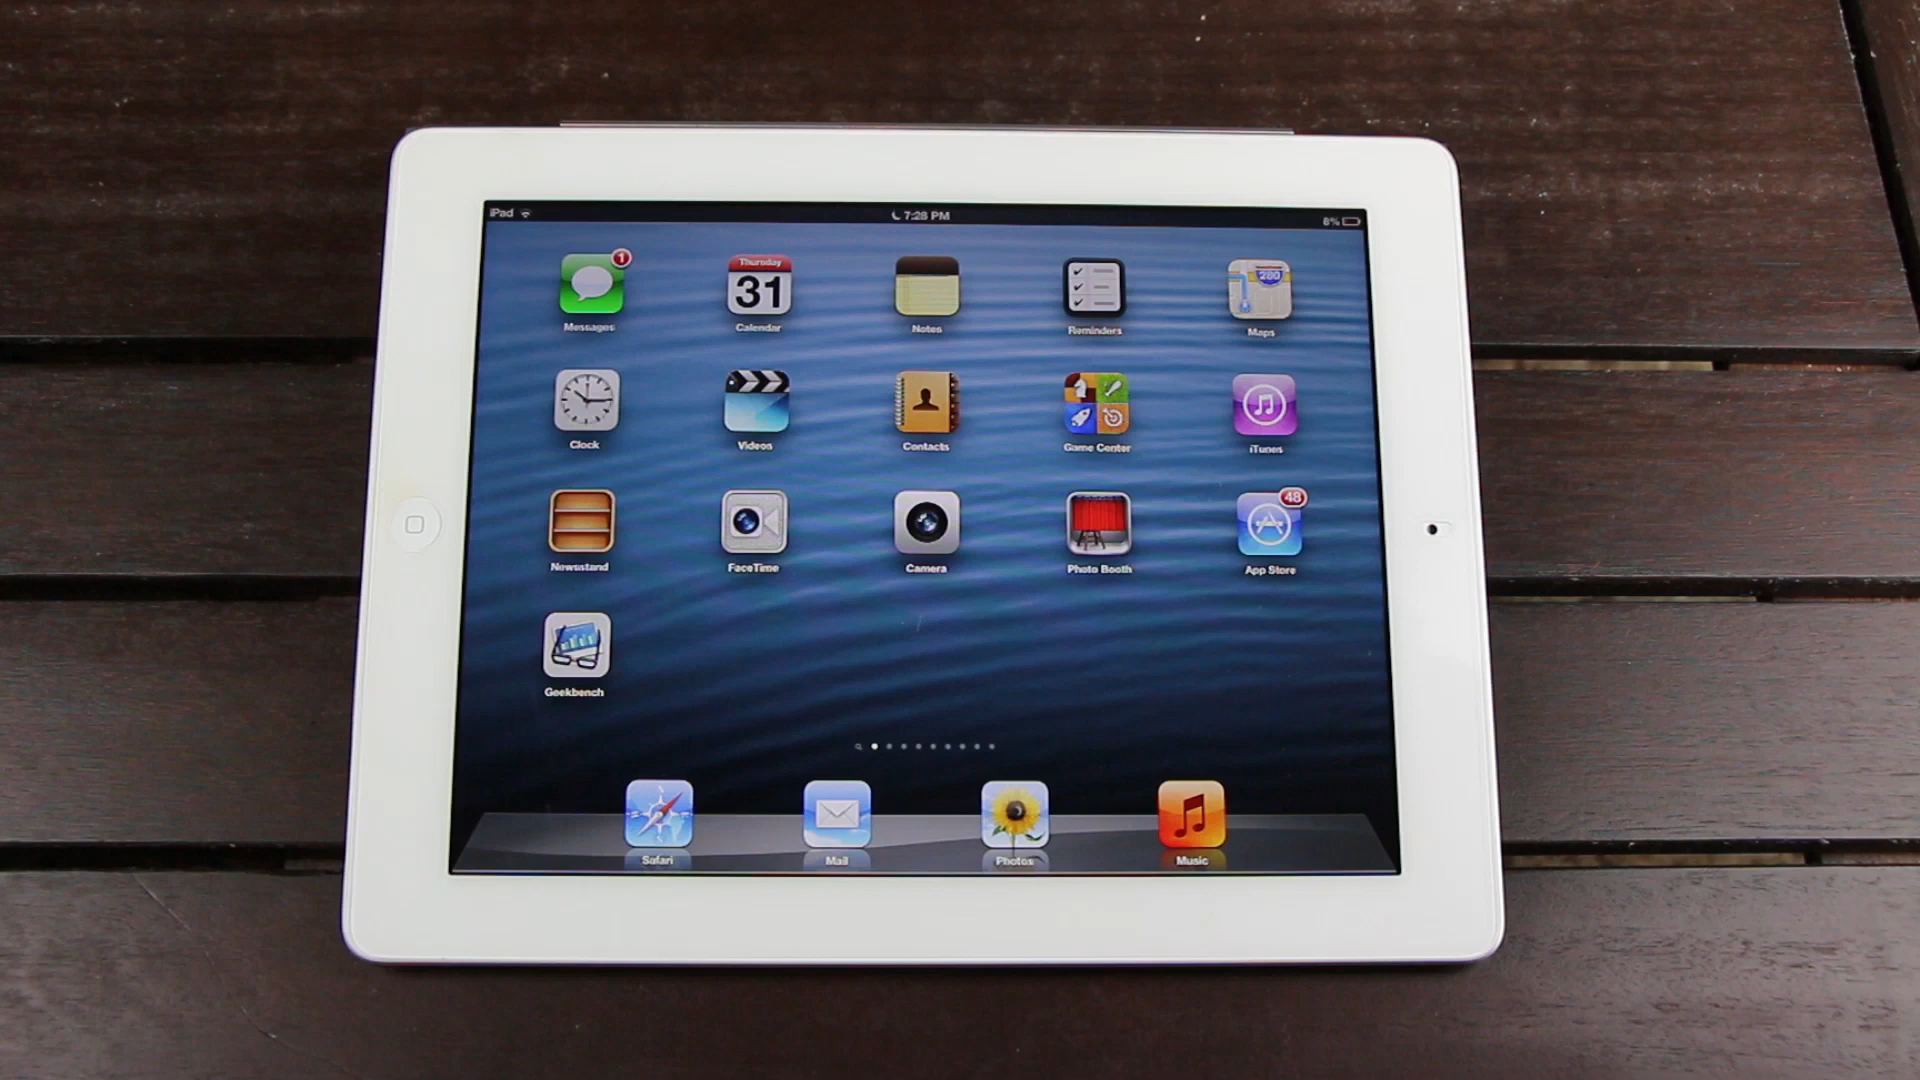 iPad 7:28 PM 8%
1
Thursday
31 280
Messages Calendar Notes Reminders Maps
Clock Videos Contacts Game Center iTunes
48
Newsstand FaceTime Camera Photo Booth App Store
Geekbench
Safari Mail Photos Music